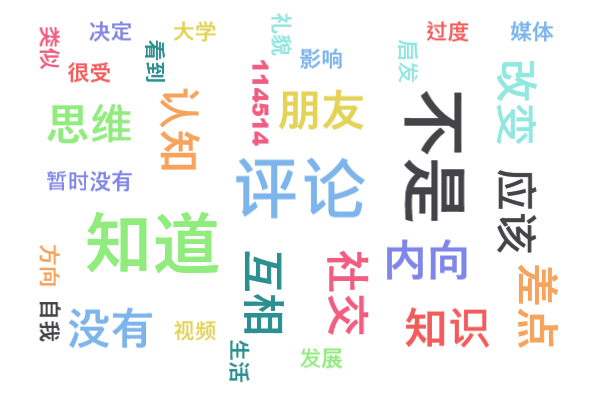 类似
决定
大学
礼貌
过度
媒体
看到
影响
启发
很受
114514
改变
思维
认知
朋友
不是
暂时没有
评论
应该
知道
互相
社交
内向
方向
差点
自我
没有
视频
知识
生活
发展